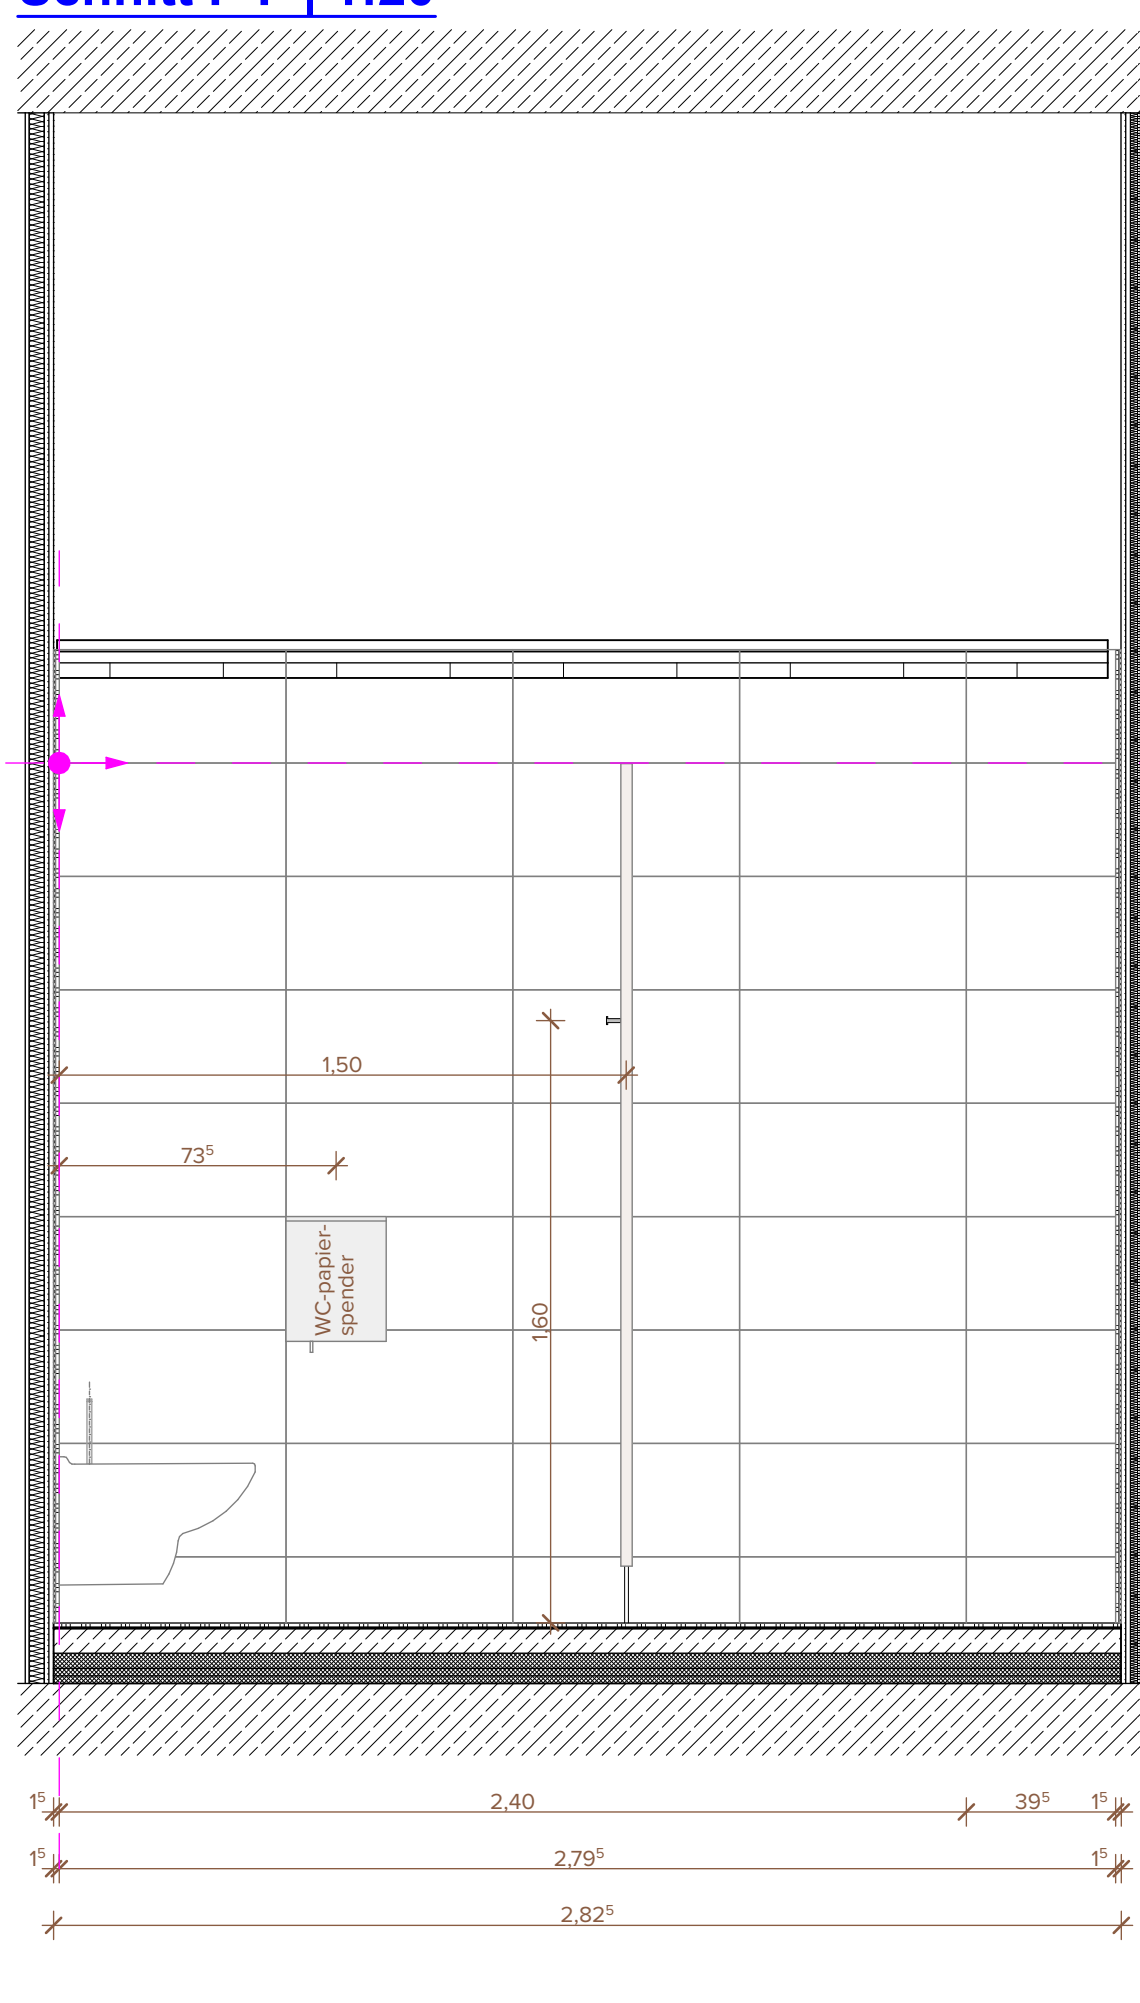 1,50
73⁵
WC-papier-
spender
1,60
1⁵ 2,40 39⁵ 1⁵
1⁵ 2,79⁵ 1⁵
2,82⁵